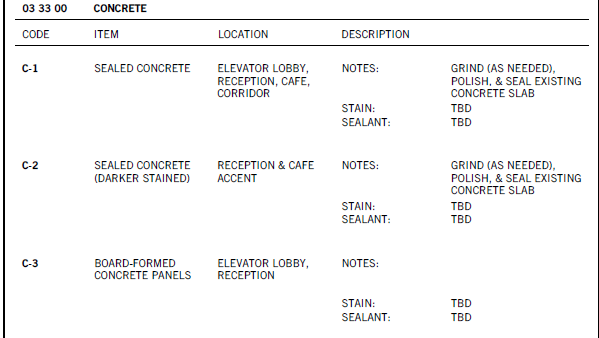 03 33 00 CONCRETE
CODE ITEM LOCATION DESCRIPTION
C-1 SEALED CONCRETE ELEVATOR LOBBY, NOTES: GRIND (AS NEEDED),
RECEPTION, CAFE, POLISH, & SEAL EXISTING
CORRIDOR CONCRETE SLAB
STAIN: TBD
SEALANT: TBD
C-2 SEALED CONCRETE RECEPTION & CAFE NOTES: GRIND (AS NEEDED),
(DARKER STAINED) ACCENT POLISH, & SEAL EXISTING
CONCRETE SLAB
STAIN: TBD
SEALANT: TBD
C-3 BOARD-FORMED ELEVATOR LOBBY, NOTES:
CONCRETE PANELS RECEPTION
STAIN: TBD
SEALANT: TBD